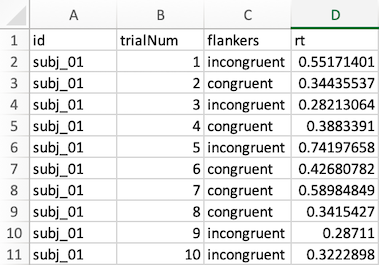 A B C D
1 id trialNum flankers rt
2 subj_01 1 incongruent 0.55171401
3 subj_01 2 congruent 0.34435537
4 subj_01 3 incongruent 0.28213064
5 subj_01 4 congruent 0.3883391
6 subj_01 5 incongruent 0.74197658
7 subj_01 6 congruent 0.42680782
8 subj_01 7 congruent 0.58984849
9 subj_01 8 congruent 0.3415427
10 subj_01 9 incongruent 0.28711
11 subj_01 10 incongruent 0.3222898